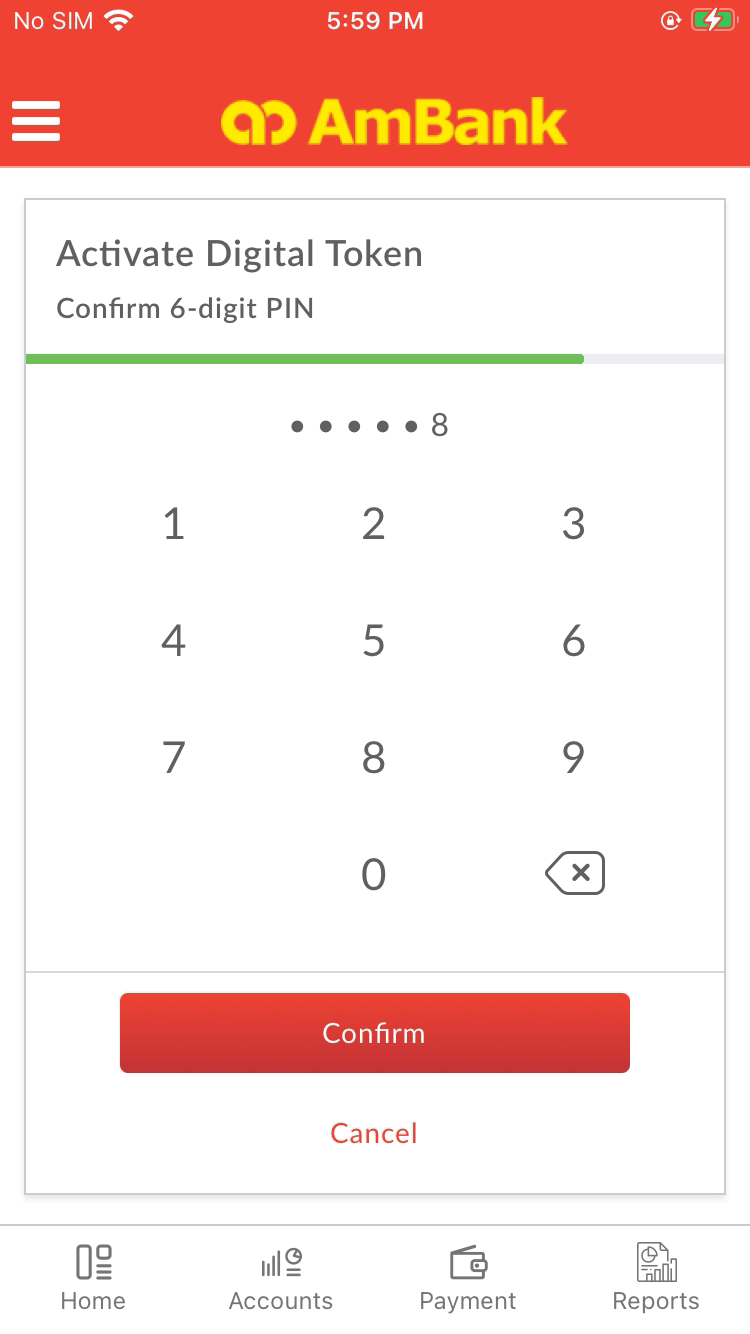 No SIM 5:59 PM
AmBank
Activate Digital Token
Confirm 6-digit PIN
• • • • • 8
1 2 3
4 5 6
7 8 9
0
Confirm
Cancel
Home Accounts Payment Reports